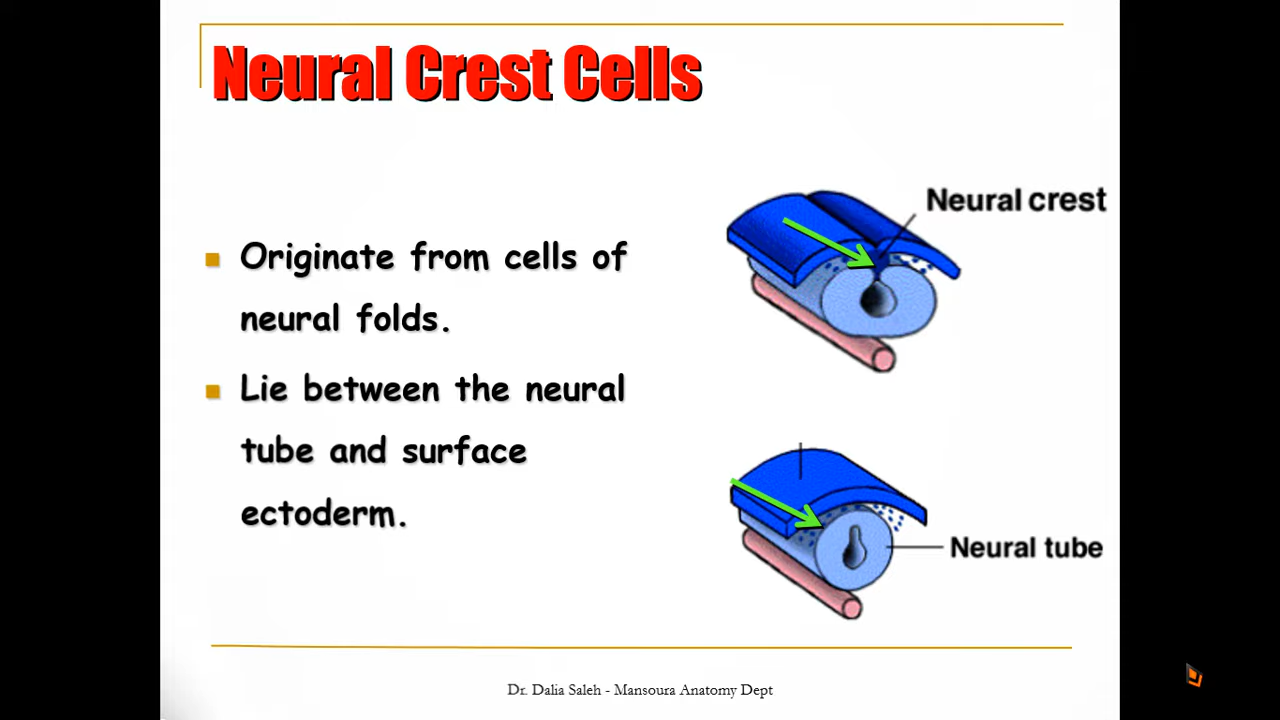 Neural Crest Cells
Neural crest
Originate from cells of
neural folds.
Lie between the neural
tube and surface
ectoderm.
Neural tube
Dr. Dalia Saleh - Mansoura Anatomy Dept